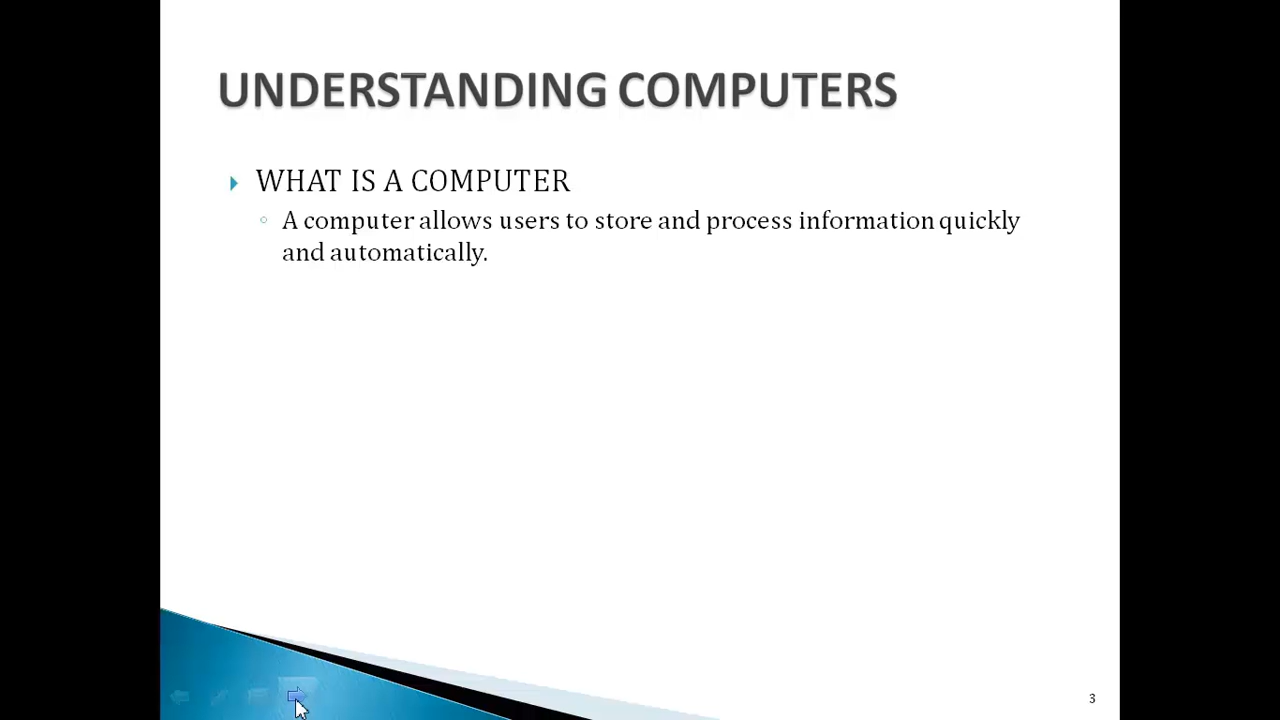 UNDERSTANDING COMPUTERS
WHAT IS A COMPUTER
A computer allows users to store and process information quickly
and automatically.
3